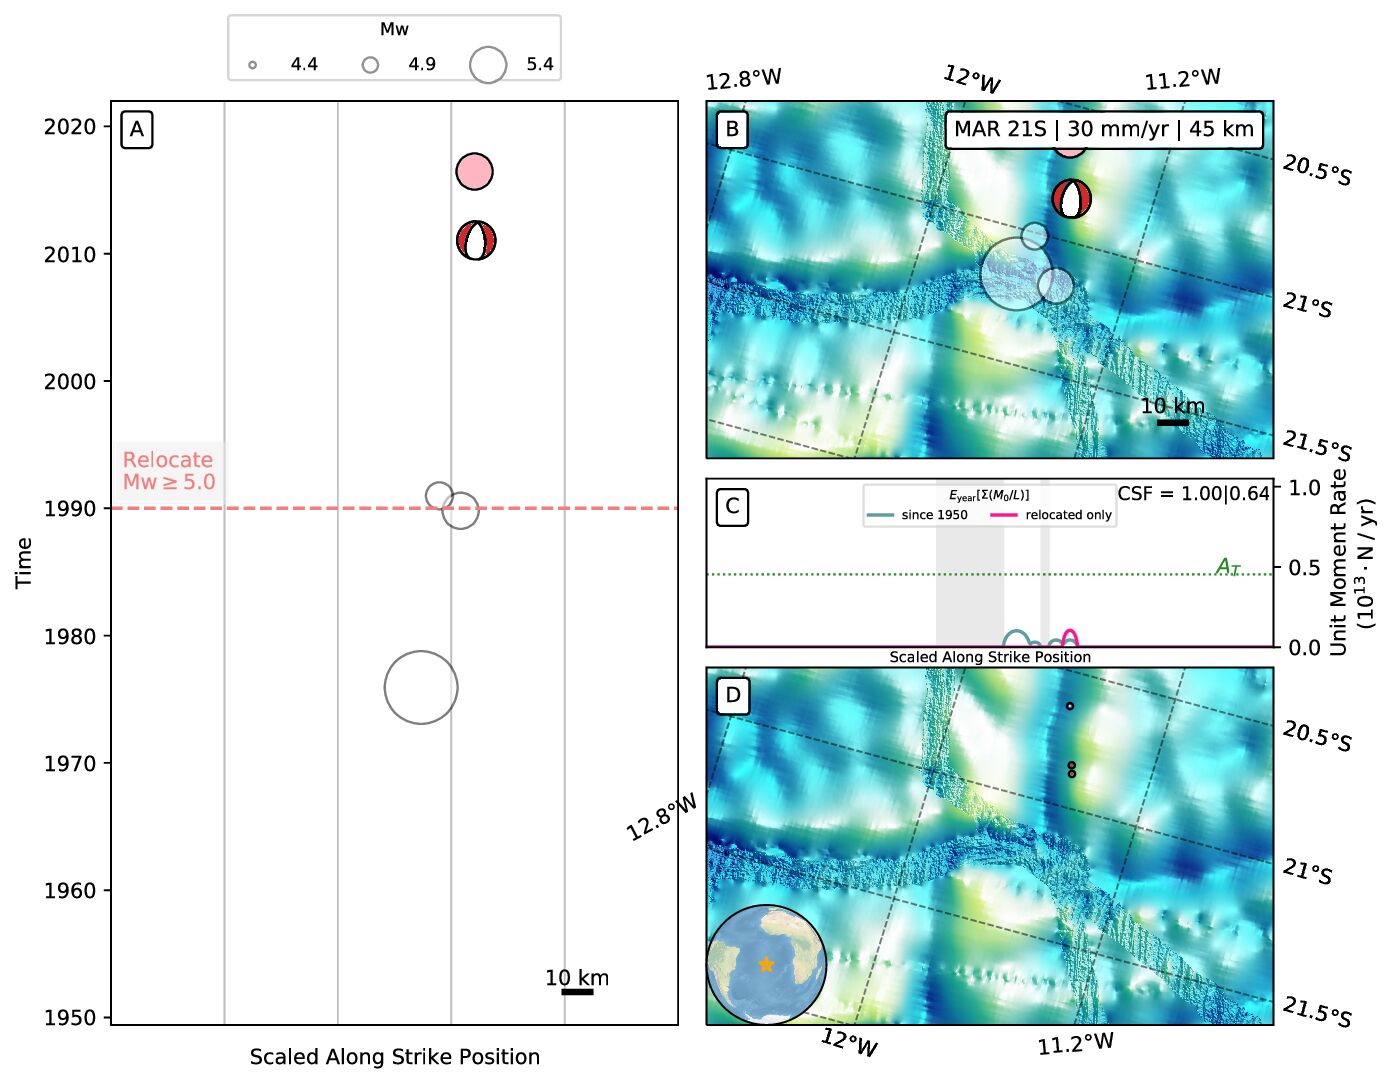 Mw
4.4 4.9 5.4
A
2020
2010
2000
1990
1980
1970
1960
1950
Time
Relocate
Mw ≥ 5.0
10 km
Scaled Along Strike Position
12.8°W 12°W 11.2°W
B
MAR 21S | 30 mm/yr | 45 km
20.5°S
21°S
21.5°S
10 km
C
E_year[Σ(M₀/L)]
since 1950 relocated only
CSF = 1.00|0.64
A_T
1.0
0.5
0.0
Unit Moment Rate
(10¹³ · N / yr)
Scaled Along Strike Position
D
12.8°W
20.5°S
21°S
21.5°S
12°W 11.2°W